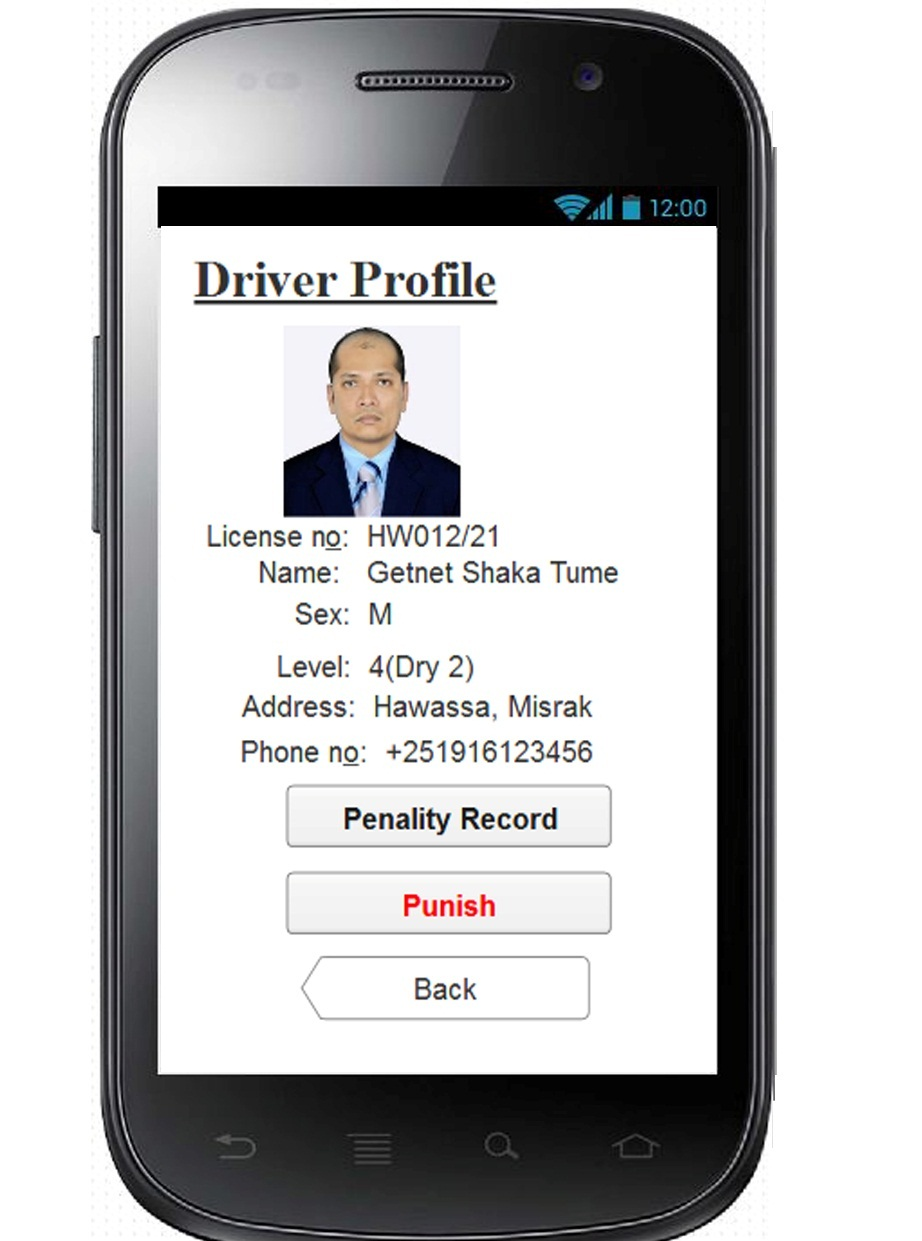 12:00
Driver Profile
License no: HW012/21
Name: Getnet Shaka Tume
Sex: M
Level: 4(Dry 2)
Address: Hawassa, Misrak
Phone no: +251916123456
Penality Record
Punish
Back